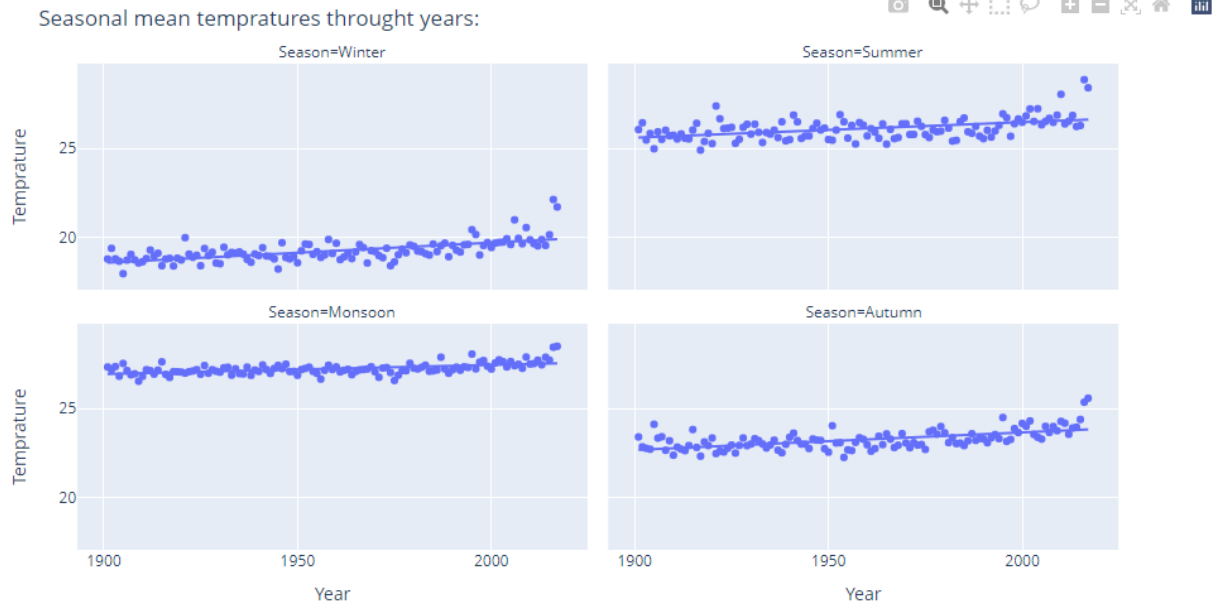 Seasonal mean tempratures throught years:
Season=Winter
Season=Summer
Temprature
25
20
Season=Monsoon
Season=Autumn
Temprature
25
20
1900
1950
2000
1900
1950
2000
Year
Year